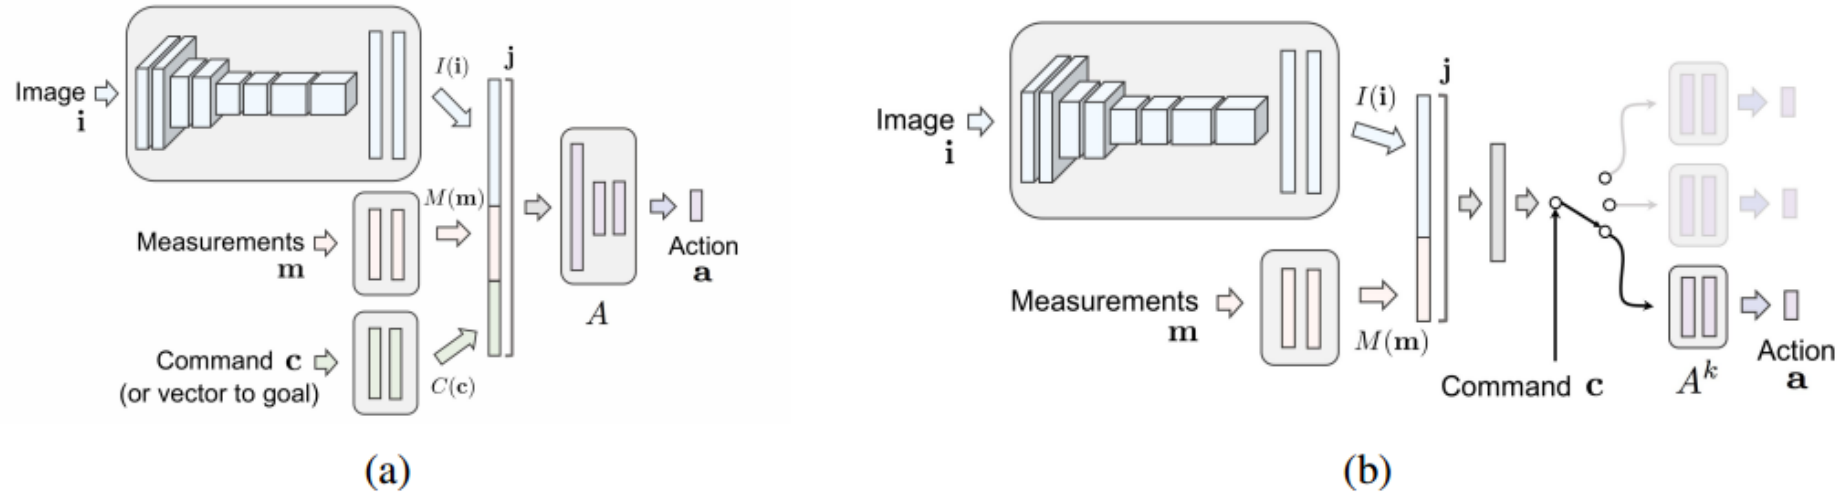 Image
i
I(i)
j
Measurements
m
M(m)
Command c
(or vector to goal)
C(c)
A
Action
a
(a)
Image
i
I(i)
j
Measurements
m
M(m)
Command c
A^k
Action
a
(b)